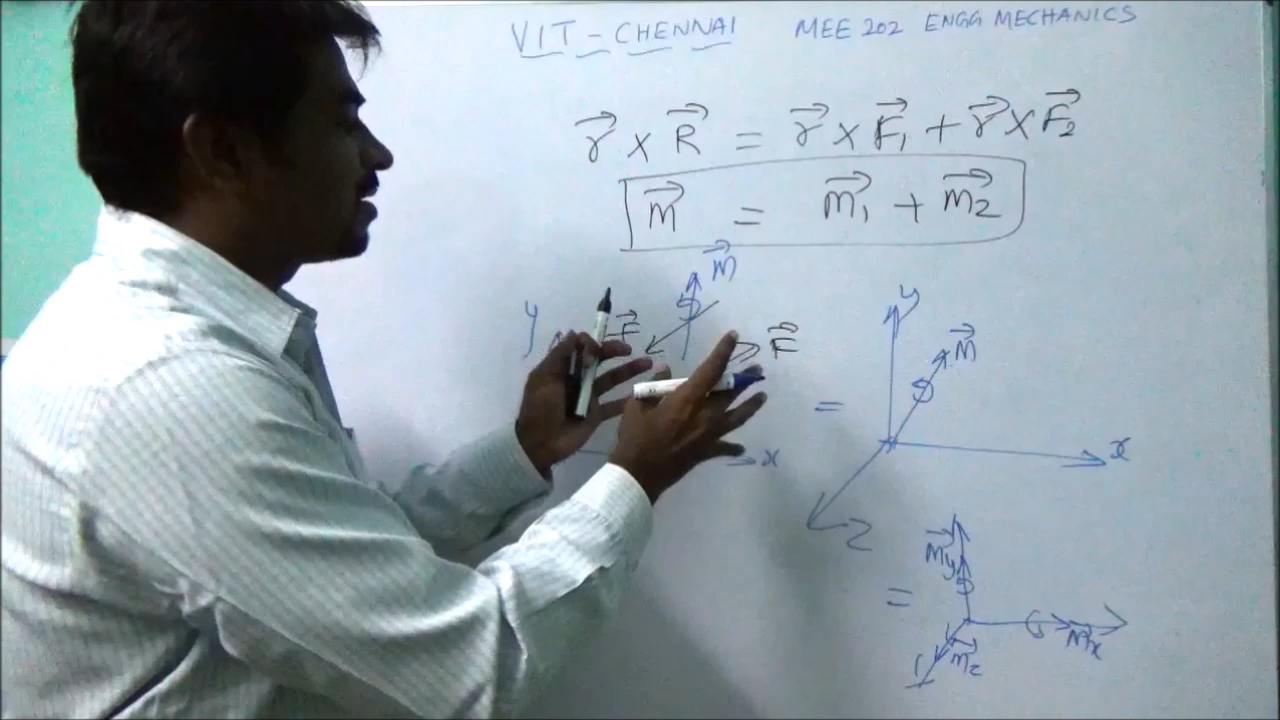 VIT - CHENNAI MEE 202 ENGG MECHANICS
r⃗ × R⃗ = r⃗ × F⃗₁ + r⃗ × F⃗₂
M⃗ = M⃗₁ + M⃗₂
M⃗
y F⃗ F⃗
x
= y M⃗ x z
= M⃗y M⃗x M⃗z